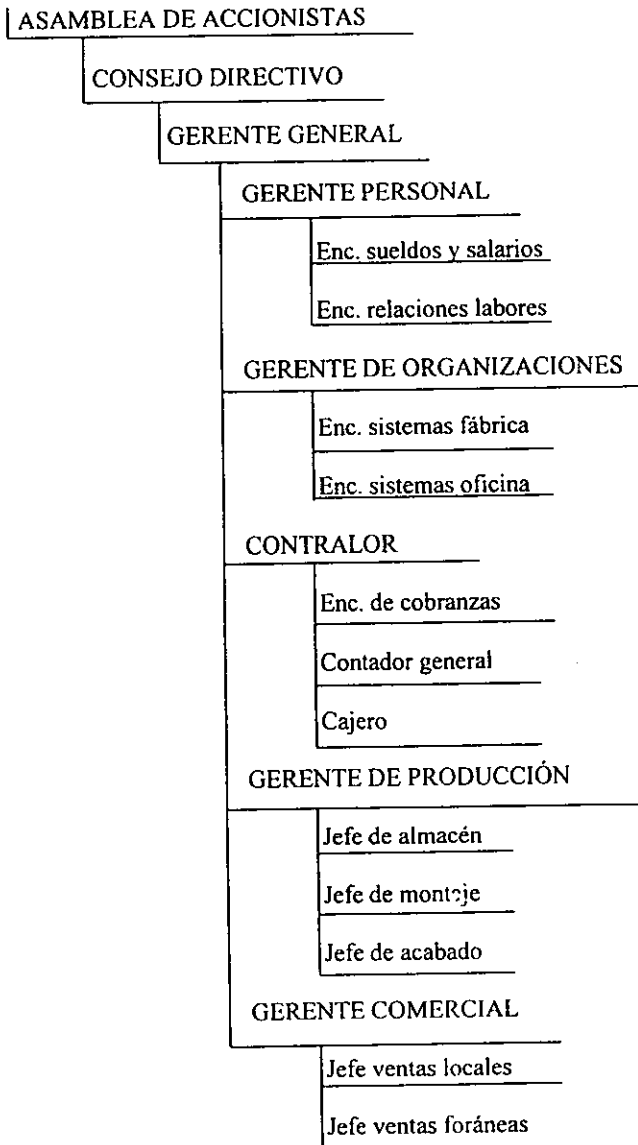 ASAMBLEA DE ACCIONISTAS
CONSEJO DIRECTIVO
GERENTE GENERAL
GERENTE PERSONAL
Enc. sueldos y salarios
Enc. relaciones labores
GERENTE DE ORGANIZACIONES
Enc. sistemas fábrica
Enc. sistemas oficina
CONTRALOR
Enc. de cobranzas
Contador general
Cajero
GERENTE DE PRODUCCIÓN
Jefe de almacén
Jefe de montaje
Jefe de acabado
GERENTE COMERCIAL
Jefe ventas locales
Jefe ventas foráneas